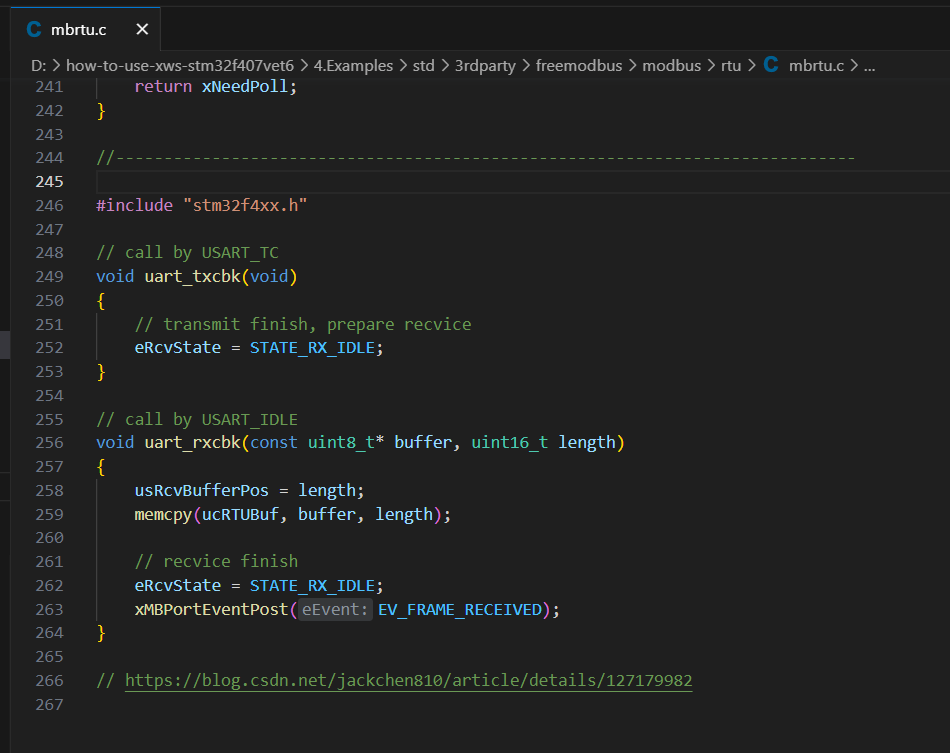 C mbrtu.c ×
D: > how-to-use-xws-stm32f407vet6 > 4.Examples > std > 3rdparty > freemodbus > modbus > rtu > C mbrtu.c > ...
241 return xNeedPoll;
242 }
243
244 //-----------------------------------------------------------------------------
245
246 #include "stm32f4xx.h"
247
248 // call by USART_TC
249 void uart_txcbk(void)
250 {
251 // transmit finish, prepare recvice
252 eRcvState = STATE_RX_IDLE;
253 }
254
255 // call by USART_IDLE
256 void uart_rxcbk(const uint8_t* buffer, uint16_t length)
257 {
258 usRcvBufferPos = length;
259 memcpy(ucRTUBuf, buffer, length);
260
261 // recvice finish
262 eRcvState = STATE_RX_IDLE;
263 xMBPortEventPost(eEvent: EV_FRAME_RECEIVED);
264 }
265
266 // https://blog.csdn.net/jackchen810/article/details/127179982
267